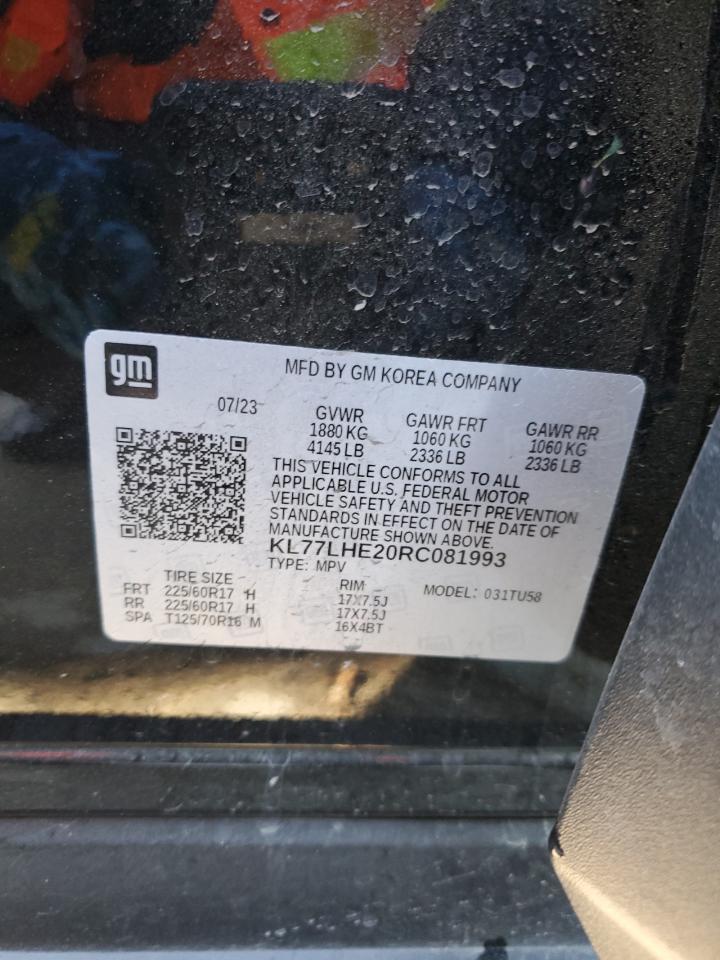 gm
MFD BY GM KOREA COMPANY
07/23
GVWR
1880 KG
4145 LB
GAWR FRT
1060 KG
2336 LB
GAWR RR
1060 KG
2336 LB
THIS VEHICLE CONFORMS TO ALL
APPLICABLE U.S. FEDERAL MOTOR
VEHICLE SAFETY AND THEFT PREVENTION
STANDARDS IN EFFECT ON THE DATE OF
MANUFACTURE SHOWN ABOVE.
KL77LHE20RC081993
TYPE: MPV
TIRE SIZE
RIM
MODEL: 031TU58
FRT 225/60R17 H 17X7.5J
RR 225/60R17 H 17X7.5J
SPA T125/70R16 M 16X4BT